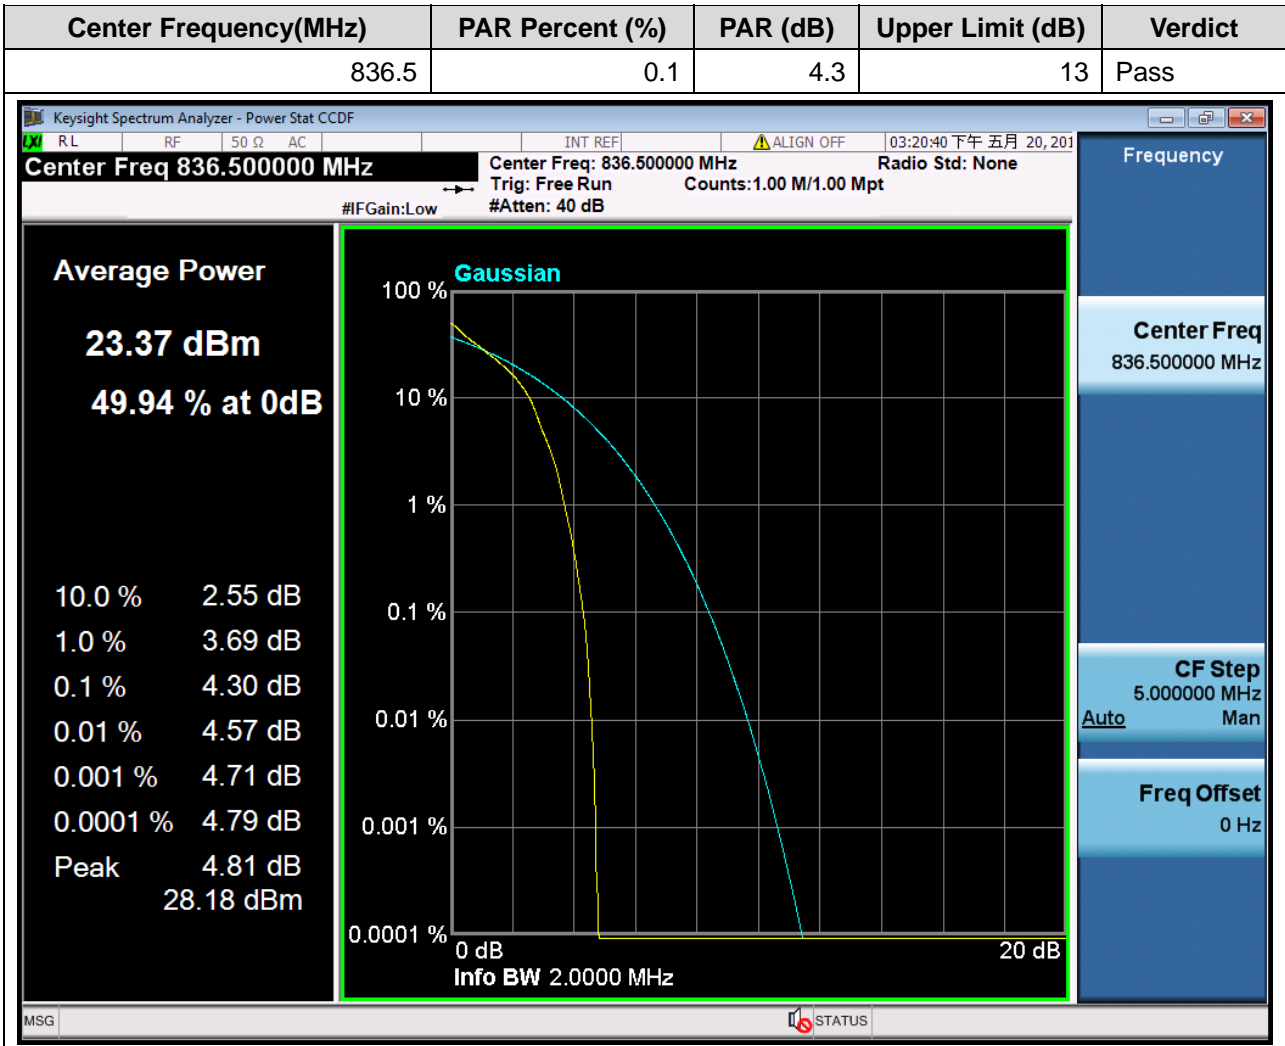 Center Frequency(MHz) PAR Percent (%) PAR (dB) Upper Limit (dB) Verdict
836.5 0.1 4.3 13 Pass
Keysight Spectrum Analyzer - Power Stat CCDF
LXI RL RF 50 Ω AC INT REF ALIGN OFF 03:20:40 下午 五月 20, 201
Center Freq 836.500000 MHz
Center Freq: 836.500000 MHz Radio Std: None
Trig: Free Run Counts:1.00 M/1.00 Mpt
#IFGain:Low #Atten: 40 dB
Average Power
23.37 dBm
49.94 % at 0dB
10.0 % 2.55 dB
1.0 % 3.69 dB
0.1 % 4.30 dB
0.01 % 4.57 dB
0.001 % 4.71 dB
0.0001 % 4.79 dB
Peak 4.81 dB
28.18 dBm
Gaussian
100 %
10 %
1 %
0.1 %
0.01 %
0.001 %
0.0001 %
0 dB 20 dB
Info BW 2.0000 MHz
Frequency
Center Freq
836.500000 MHz
CF Step
5.000000 MHz
Auto Man
Freq Offset
0 Hz
MSG STATUS